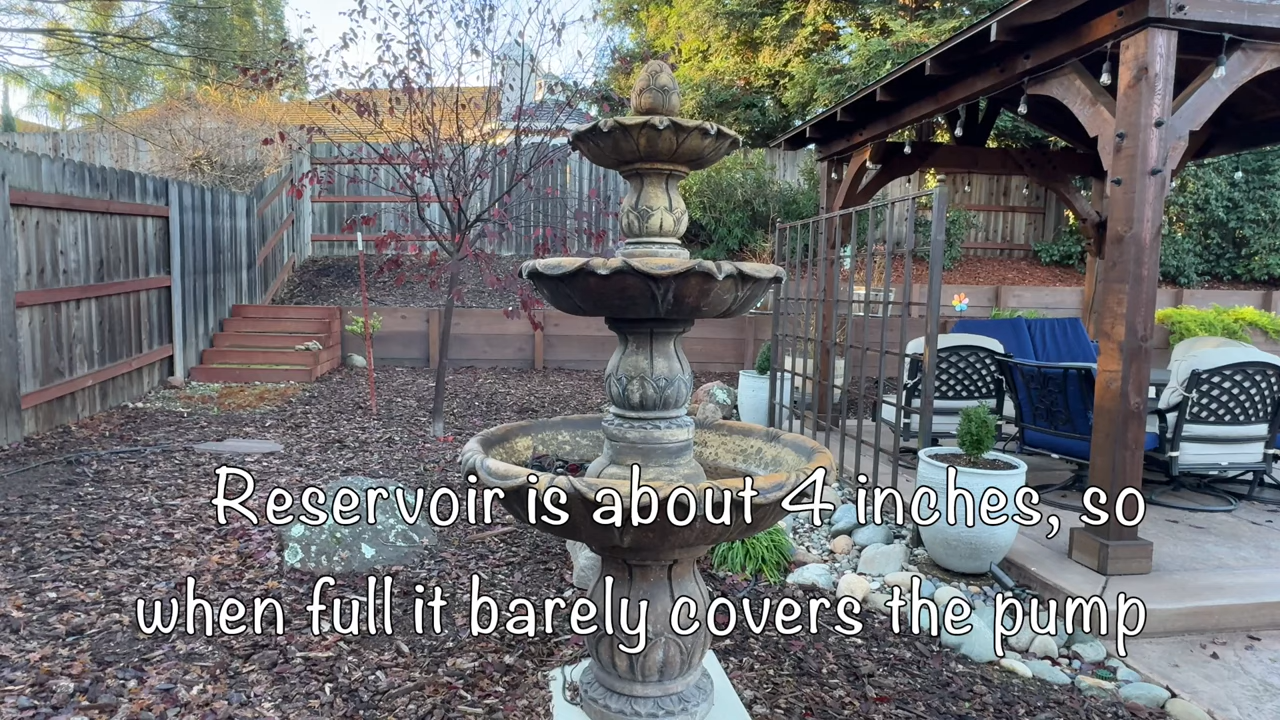 Reservoir is about 4 inches, so
when full it barely covers the pump